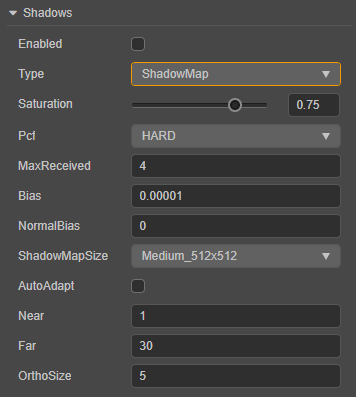 Shadows
Enabled
Type ShadowMap
Saturation 0.75
Pcf HARD
MaxReceived 4
Bias 0.00001
NormalBias 0
ShadowMapSize Medium_512x512
AutoAdapt
Near 1
Far 30
OrthoSize 5